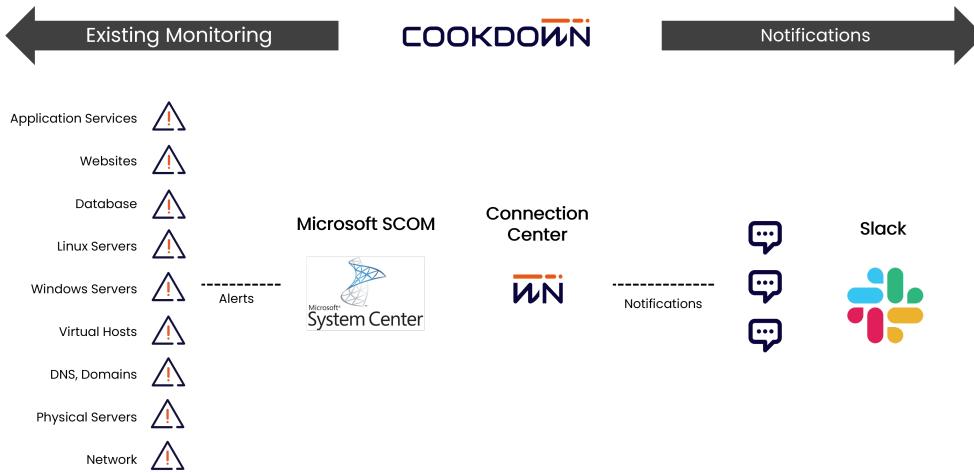 Existing Monitoring
COOKDOWN
Notifications
Application Services
Websites
Database
Linux Servers
Windows Servers
Virtual Hosts
DNS, Domains
Physical Servers
Network
Alerts
Microsoft SCOM
Microsoft®
System Center
Connection
Center
WN
Notifications
Slack